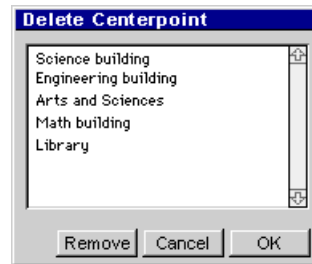 Delete Centerpoint
Science building
Engineering building
Arts and Sciences
Math building
Library
Remove Cancel OK